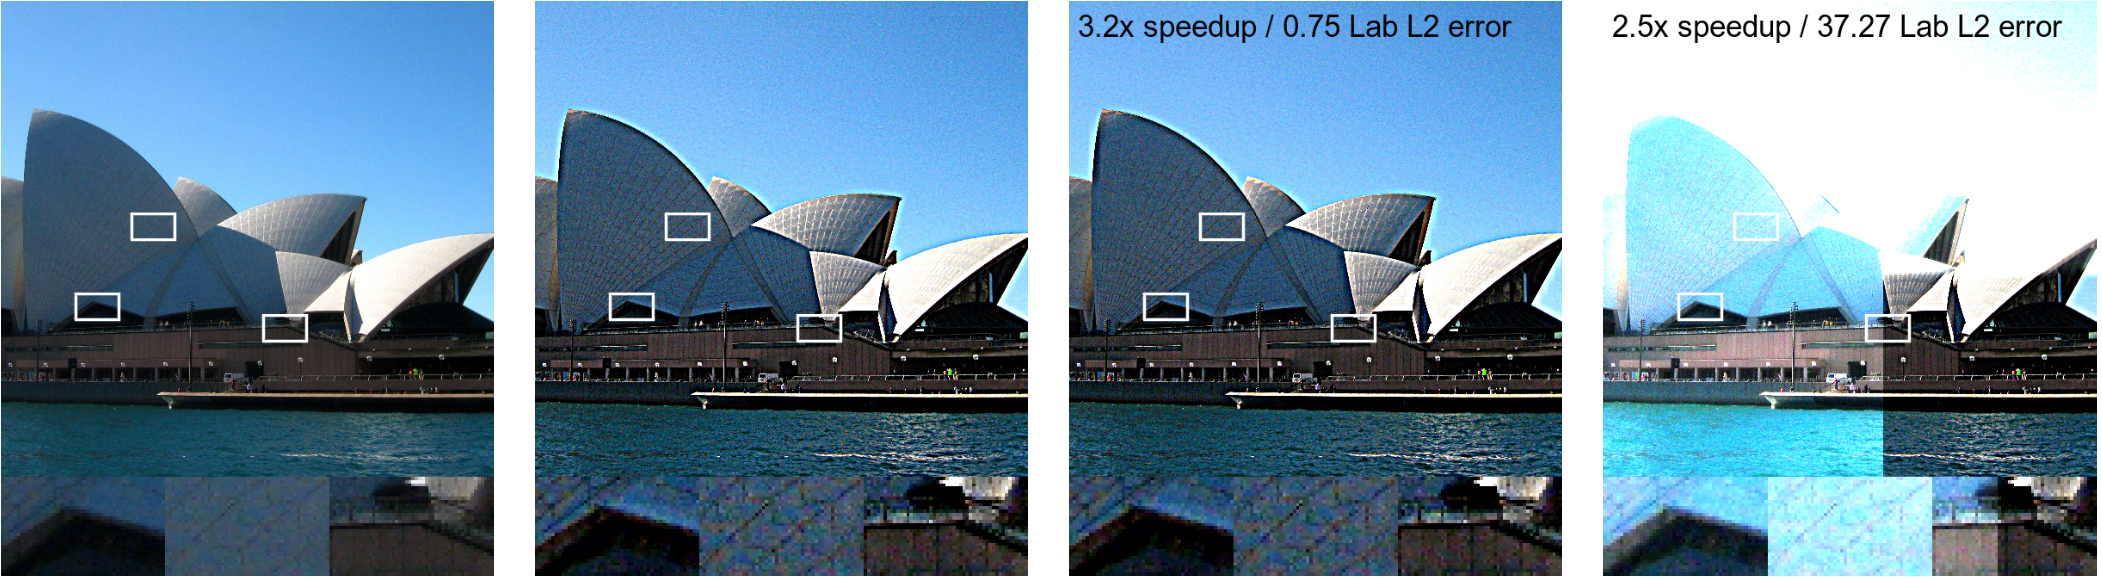 3.2x speedup / 0.75 Lab L2 error
2.5x speedup / 37.27 Lab L2 error